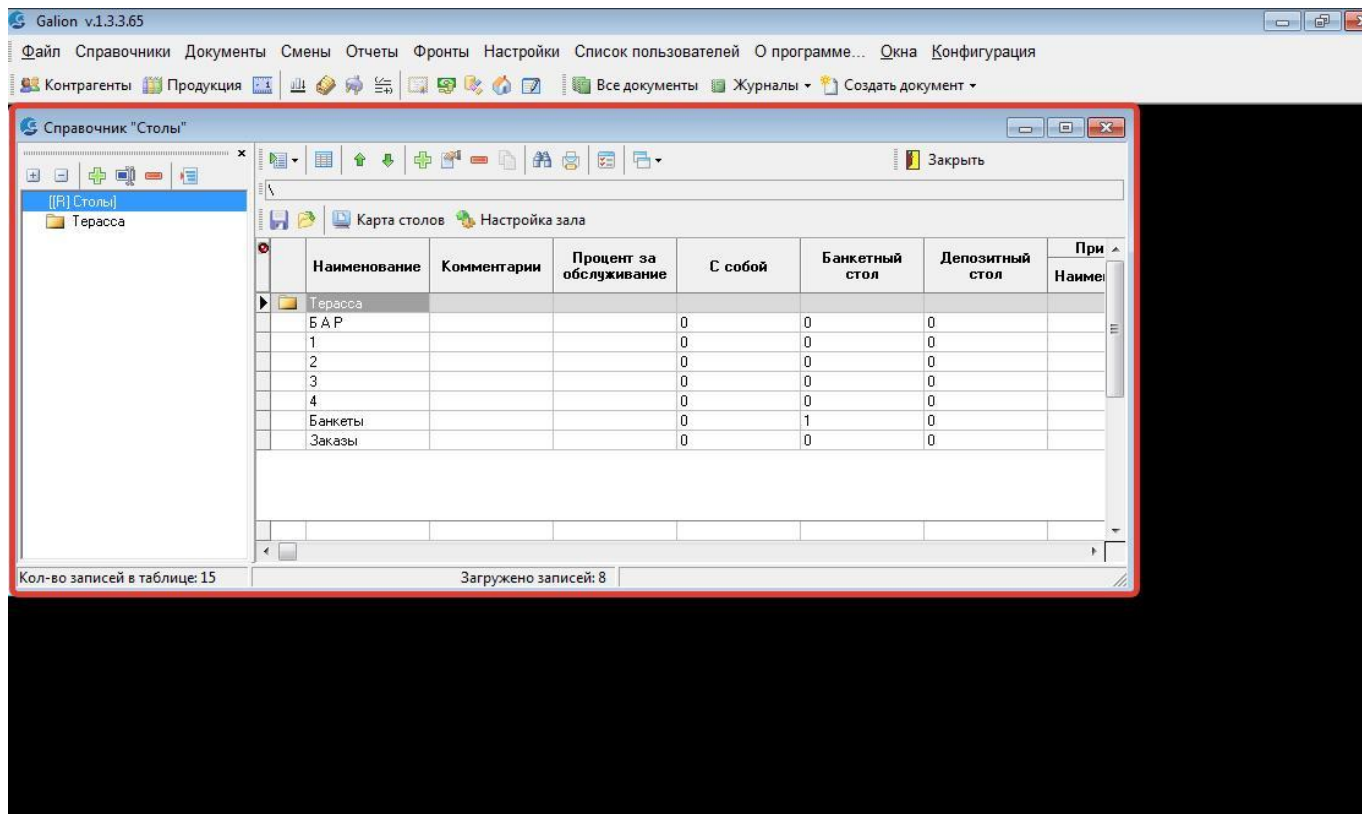 Galion v.1.3.3.65
Файл Справочники Документы Смены Отчеты Фронты Настройки Список пользователей О программе... Окна Конфигурация
Контрагенты Продукция Все документы Журналы Создать документ
Справочник "Столы"
Закрыть
[[R] Столы]
Терасса
\
Карта столов Настройка зала
Наименование Комментарии Процент за обслуживание С собой Банкетный стол Депозитный стол При
Наимен
Терасса
Б А Р 0 0 0
1 0 0 0
2 0 0 0
3 0 0 0
4 0 0 0
Банкеты 0 1 0
Заказы 0 0 0
Кол-во записей в таблице: 15 Загружено записей: 8